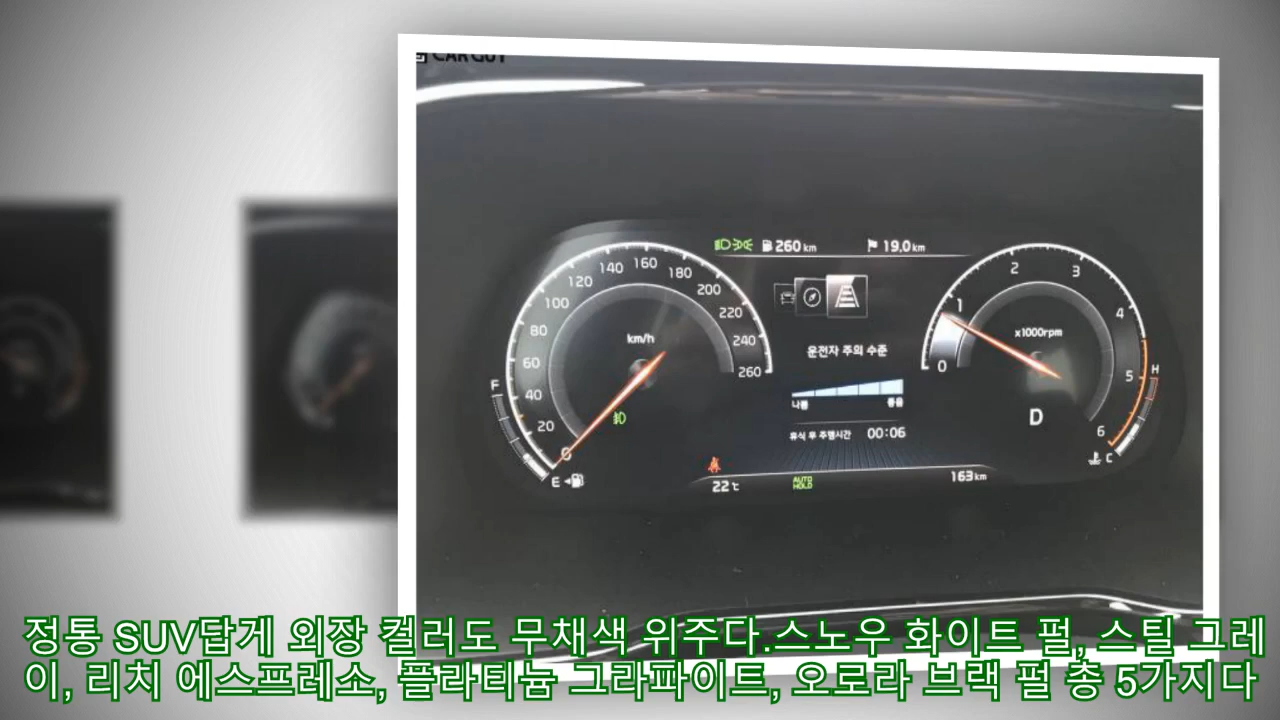 CAR GUY
260 km
19.0 km
0 20 40 60 80 100 120 140 160 180 200 220 240 260
km/h
F
E
운전자 주의 수준
나쁨 좋음
휴식 후 주행시간 00:06
22℃
AUTO HOLD
163 km
0 1 2 3 4 5 6
x1000rpm
D
H
C
정통 SUV답게 외장 컬러도 무채색 위주다.스노우 화이트 펄, 스틸 그레
이, 리치 에스프레소, 플라티늄 그라파이트, 오로라 브랙 펄 총 5가지다